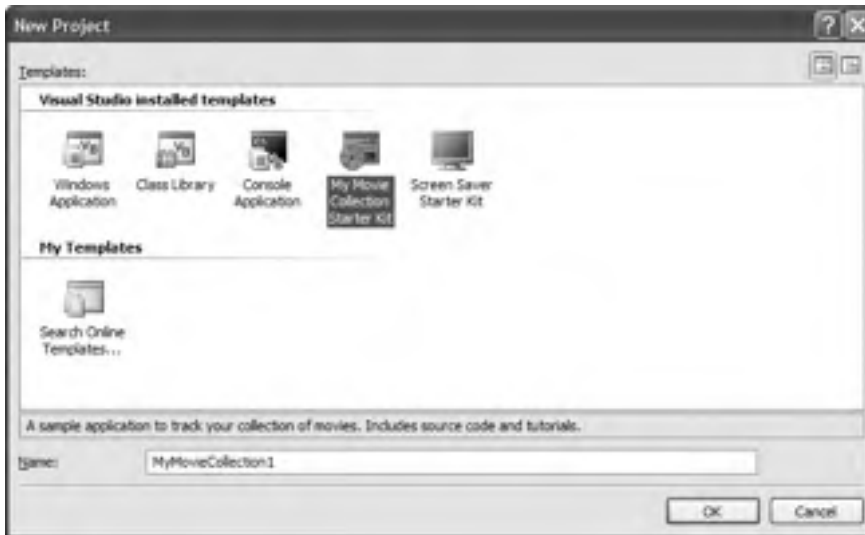 New Project
Templates:
Visual Studio installed templates
Windows Application
Class Library
Console Application
My Movie Collection Starter Kit
Screen Saver Starter Kit
My Templates
Search Online Templates...
A sample application to track your collection of movies. Includes source code and tutorials.
Name:
MyMovieCollection1
OK
Cancel